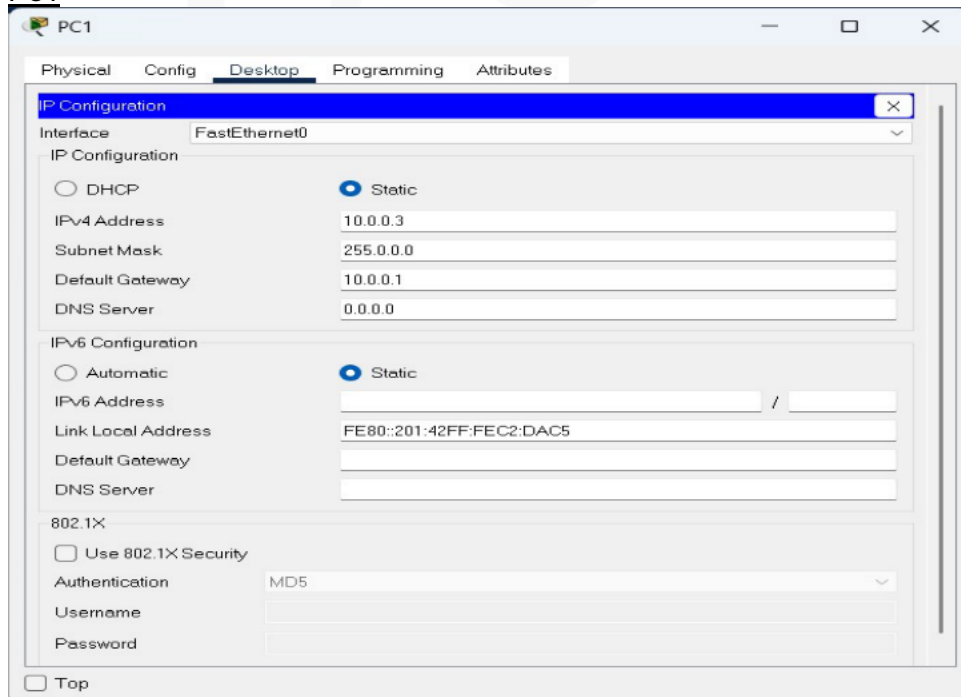 PC1
PC1
Physical Config Desktop Programming Attributes
IP Configuration
Interface FastEthernet0
IP Configuration
DHCP Static
IPv4 Address 10.0.0.3
Subnet Mask 255.0.0.0
Default Gateway 10.0.0.1
DNS Server 0.0.0.0
IPv6 Configuration
Automatic Static
IPv6 Address /
Link Local Address FE80::201:42FF:FEC2:DAC5
Default Gateway
DNS Server
802.1X
Use 802.1X Security
Authentication MD5
Username
Password
Top